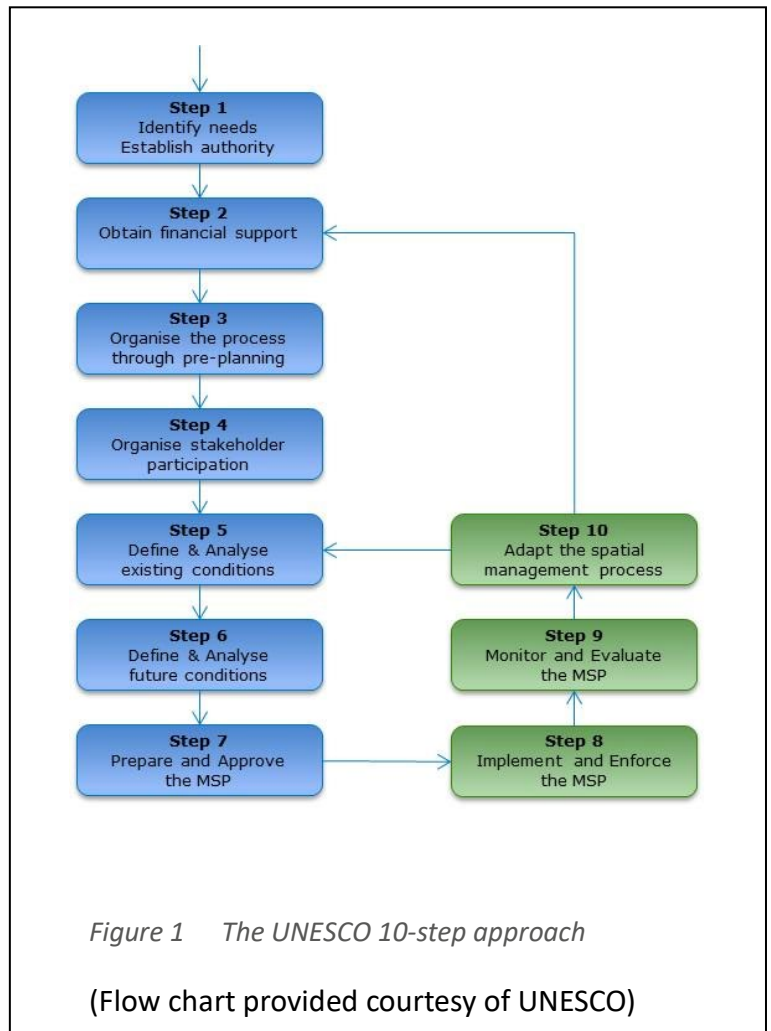 Step 1
Identify needs
Establish authority
Step 2
Obtain financial support
Step 3
Organise the process
through pre-planning
Step 4
Organise stakeholder
participation
Step 5
Define & Analyse
existing conditions
Step 6
Define & Analyse
future conditions
Step 7
Prepare and Approve
the MSP
Step 10
Adapt the spatial
management process
Step 9
Monitor and Evaluate
the MSP
Step 8
Implement and Enforce
the MSP
Figure 1 The UNESCO 10-step approach
(Flow chart provided courtesy of UNESCO)